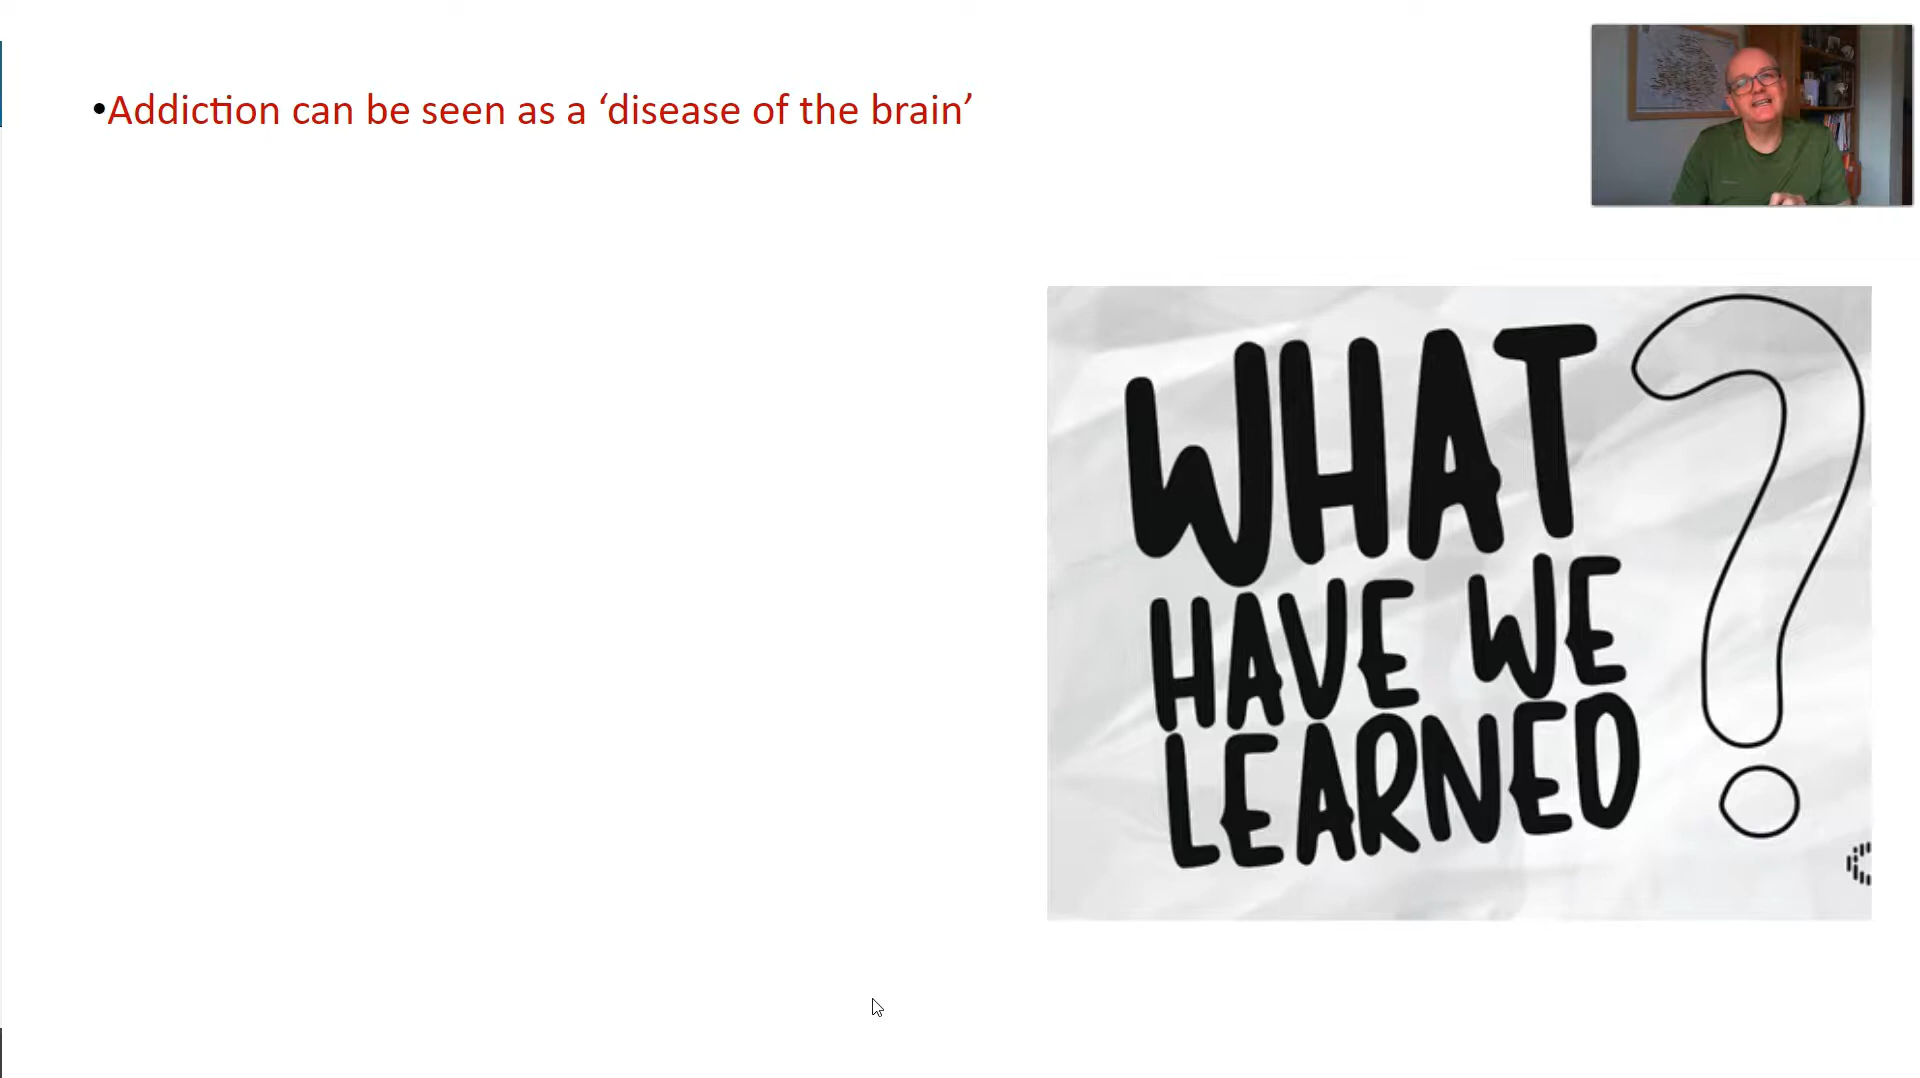 •Addiction can be seen as a ‘disease of the brain’
WHAT
HAVE WE
LEARNED
?